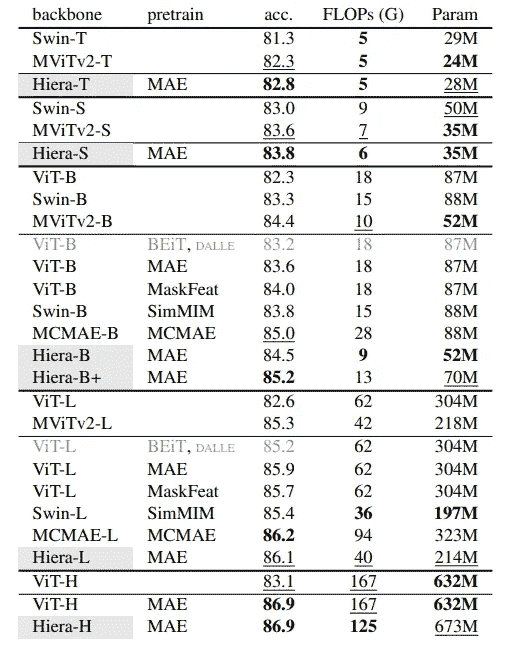 backbone pretrain acc. FLOPs (G) Param
Swin-T 81.3 5 29M
MViTv2-T 82.3 5 24M
Hiera-T MAE 82.8 5 28M
Swin-S 83.0 9 50M
MViTv2-S 83.6 7 35M
Hiera-S MAE 83.8 6 35M
ViT-B 82.3 18 87M
Swin-B 83.3 15 88M
MViTv2-B 84.4 10 52M
ViT-B BEiT, DALLE 83.2 18 87M
ViT-B MAE 83.6 18 87M
ViT-B MaskFeat 84.0 18 87M
Swin-B SimMIM 83.8 15 88M
MCMAE-B MCMAE 85.0 28 88M
Hiera-B MAE 84.5 9 52M
Hiera-B+ MAE 85.2 13 70M
ViT-L 82.6 62 304M
MViTv2-L 85.3 42 218M
ViT-L BEiT, DALLE 85.2 62 304M
ViT-L MAE 85.9 62 304M
ViT-L MaskFeat 85.7 62 304M
Swin-L SimMIM 85.4 36 197M
MCMAE-L MCMAE 86.2 94 323M
Hiera-L MAE 86.1 40 214M
ViT-H 83.1 167 632M
ViT-H MAE 86.9 167 632M
Hiera-H MAE 86.9 125 673M